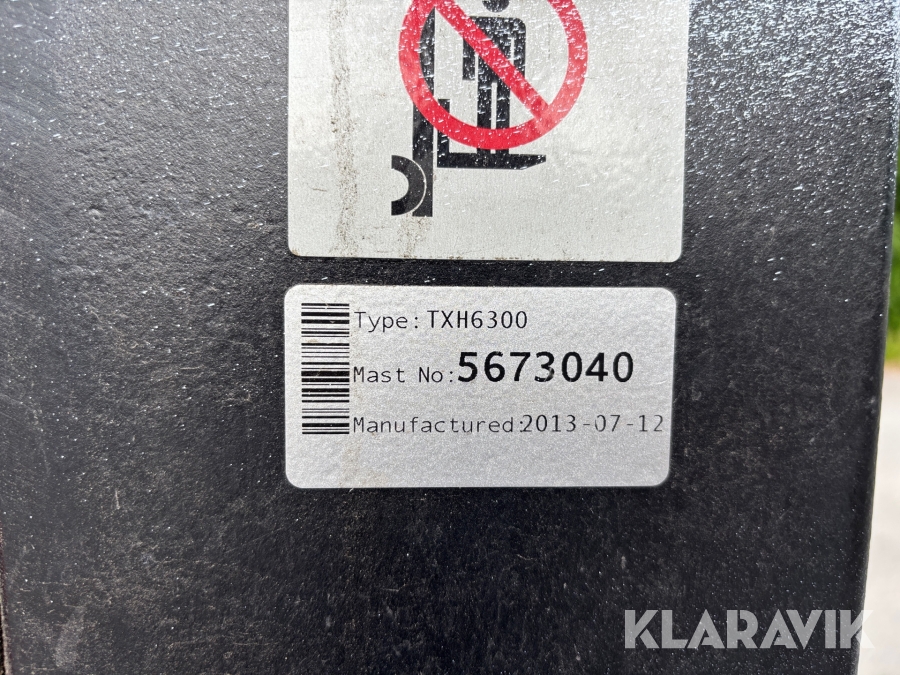 Type: TXH6300
Mast No: 5673040
Manufactured: 2013-07-12
KLARAVIK